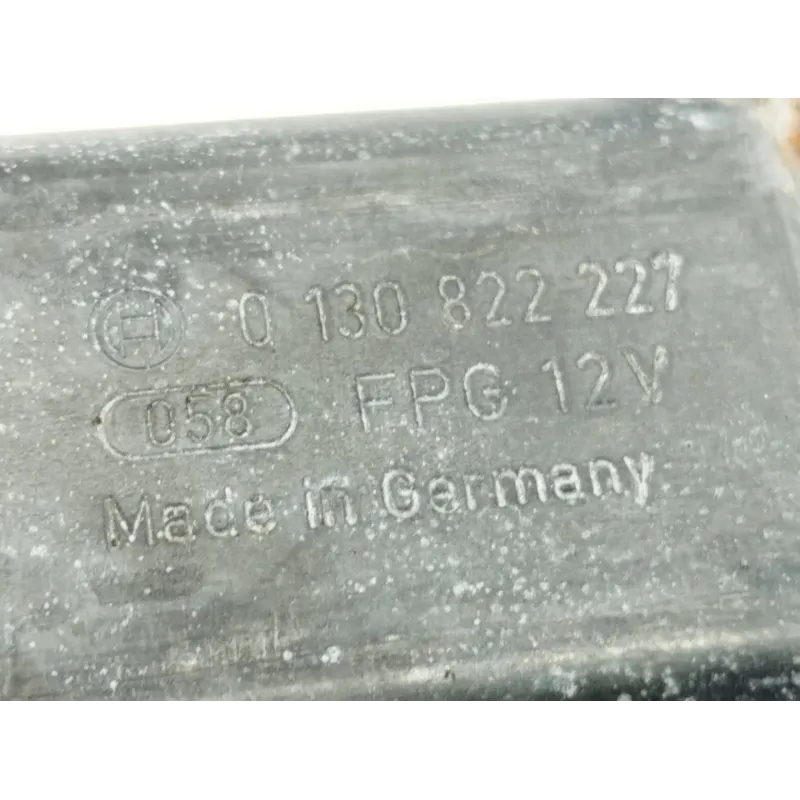 0 130 822 227
058 FPG 12V
Made in Germany